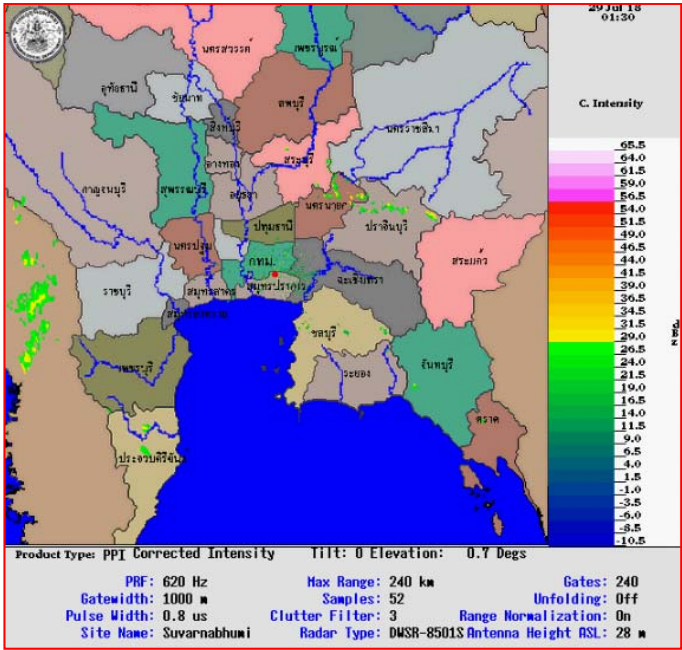 29 Jul 18
01:30
นครสวรรค์
เพชรบูรณ์
อุทัยธานี
ชัยนาท
ลพบุรี
C. Intensity
สิงหบุรี
นครราชสีมา
อ่างทอง
สระบุรี
65.5
64.0
กาญจนบุรี
สุพรรณบุรี
อยุธยา
61.5
59.0
56.5
นครนายก
54.0
ปทุมธานี
ปราจีนบุรี
51.5
49.0
นครปฐม
46.5
กทม.
สระแก้ว
44.0
ราชบุรี
สมุทรสาคร
สมุทรปราการ
ฉะเชิงเทรา
41.5
39.0
36.5
สมุทรสงคราม
34.0
ชลบุรี
31.5
29.0
26.5
เพชรบุรี
ระยอง
จันทบุรี
24.0
21.5
19.0
16.5
ตราด
14.0
11.5
9.0
ประจวบคีรีขันธ์
6.5
4.0
1.5
-1.0
-3.5
-6.0
-8.5
-10.5
Product Type: PPI Corrected Intensity Tilt: 0 Elevation: 0.7 Degs
PRF: 620 Hz Max Range: 240 km Gates: 240
Gatewidth: 1000 m Samples: 52 Unfolding: Off
Pulse Width: 0.8 us Clutter Filter: 3 Range Normalization: On
Site Name: Suvarnabhumi Radar Type: DWSR-8501S Antenna Height ASL: 28 m